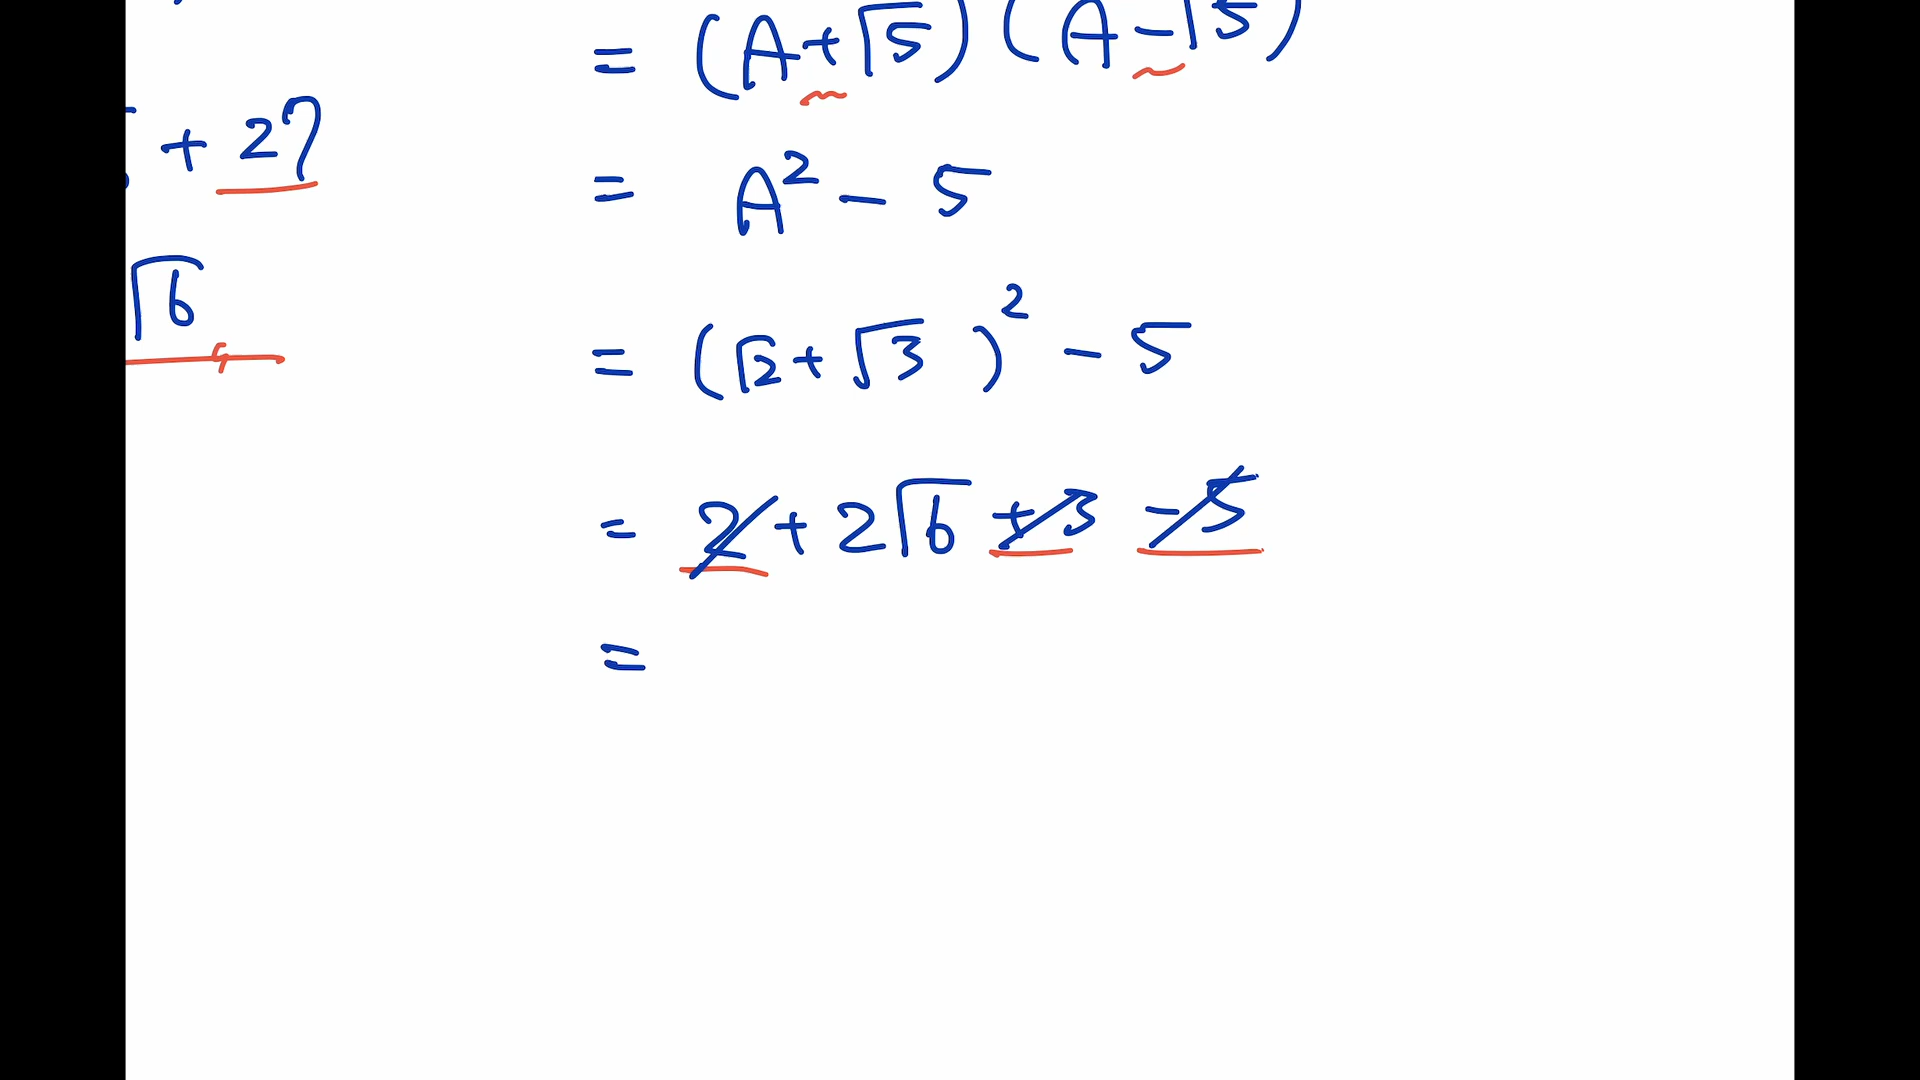 + 27
√6
= (A+√5)(A-√5)
= A² - 5
= (√2+√3)² - 5
= 2 + 2√6 + 3 - 5
=